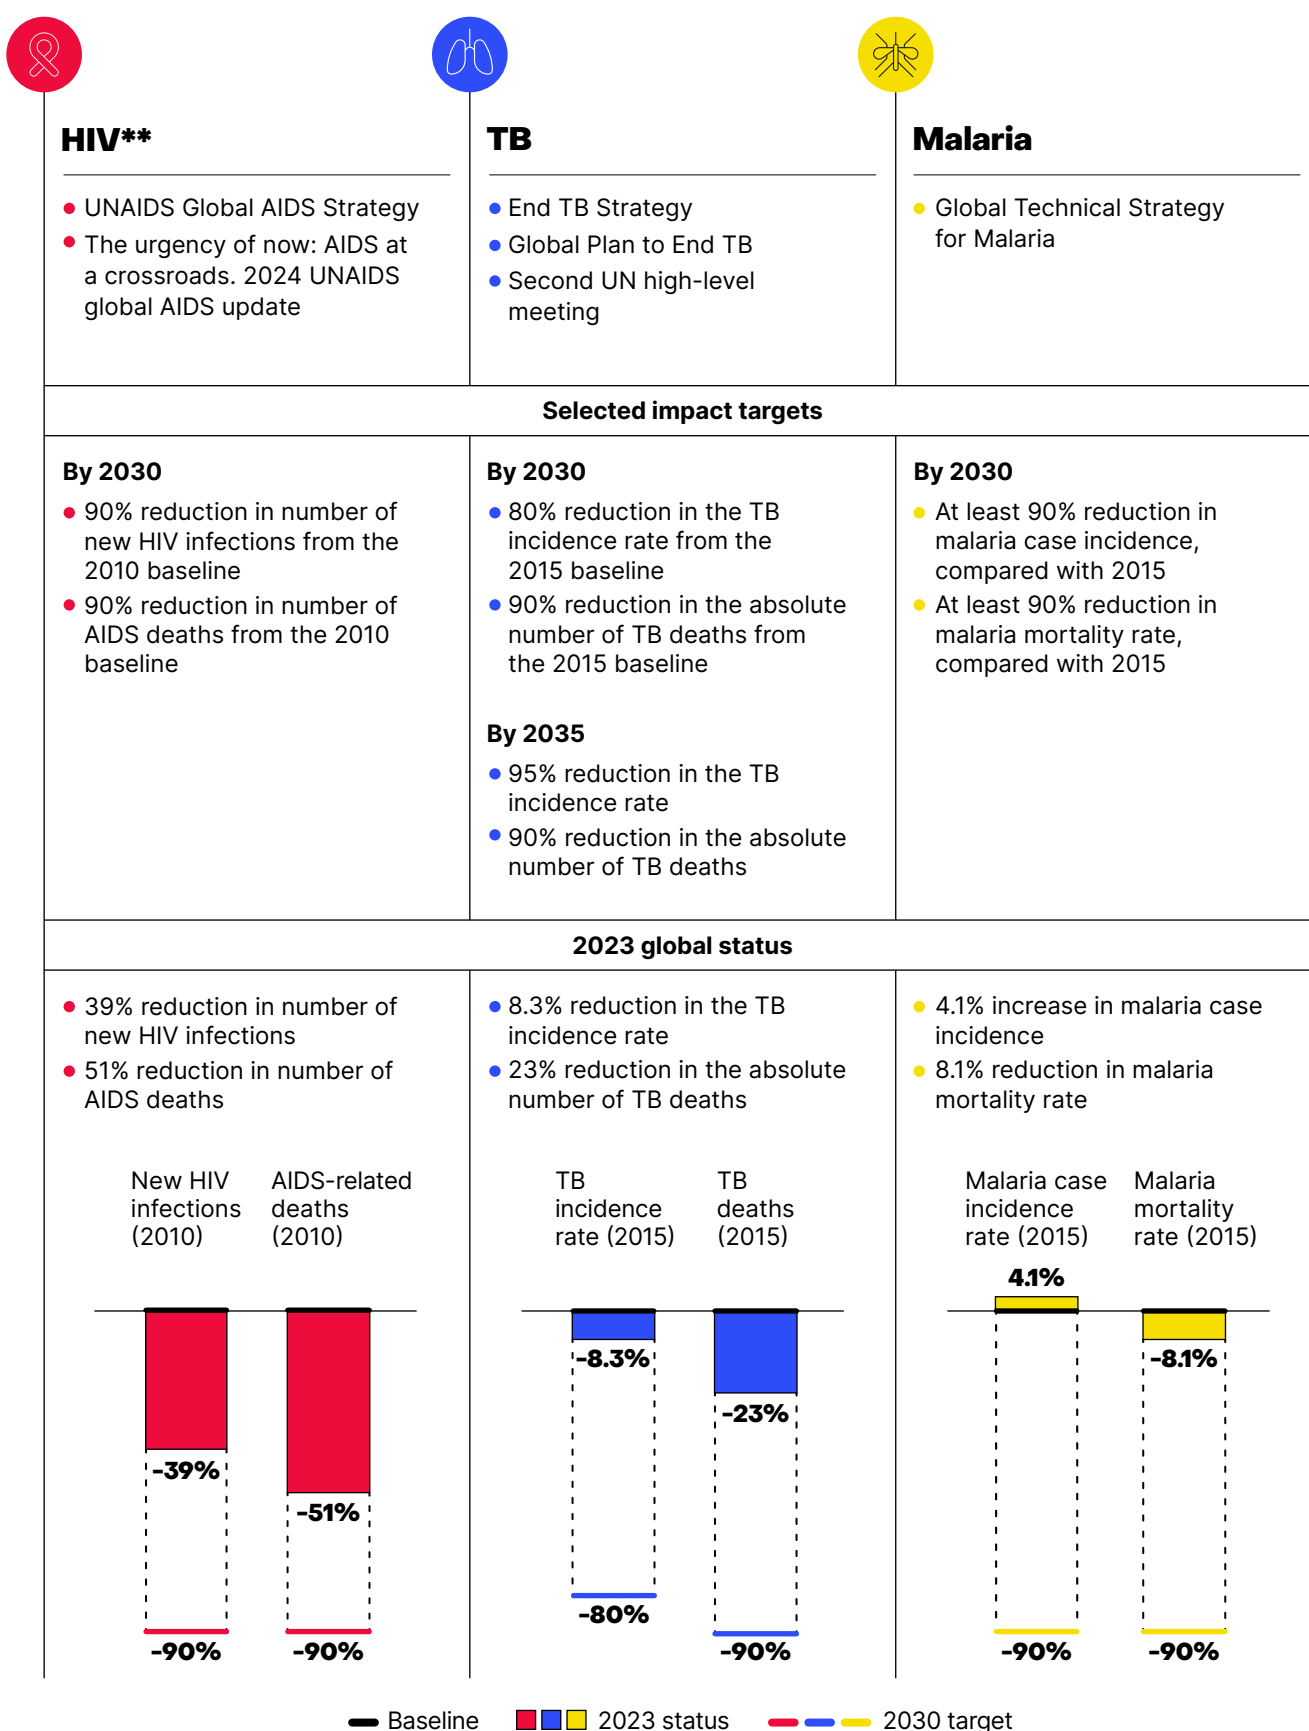 HIV**
UNAIDS Global AIDS Strategy
The urgency of now: AIDS at
a crossroads. 2024 UNAIDS
global AIDS update
TB
End TB Strategy
Global Plan to End TB
Second UN high-level
meeting
Malaria
Global Technical Strategy
for Malaria
Selected impact targets
By 2030
90% reduction in number of
new HIV infections from the
2010 baseline
90% reduction in number of
AIDS deaths from the 2010
baseline
By 2030
80% reduction in the TB
incidence rate from the
2015 baseline
90% reduction in the absolute
number of TB deaths from
the 2015 baseline
By 2035
95% reduction in the TB
incidence rate
90% reduction in the absolute
number of TB deaths
By 2030
At least 90% reduction in
malaria case incidence,
compared with 2015
At least 90% reduction in
malaria mortality rate,
compared with 2015
2023 global status
39% reduction in number of
new HIV infections
51% reduction in number of
AIDS deaths
New HIV
infections
(2010)
AIDS-related
deaths
(2010)
-39%
-51%
-90%
-90%
8.3% reduction in the TB
incidence rate
23% reduction in the absolute
number of TB deaths
TB
incidence
rate (2015)
TB
deaths
(2015)
-8.3%
-23%
-80%
-90%
4.1% increase in malaria case
incidence
8.1% reduction in malaria
mortality rate
Malaria case
incidence
rate (2015)
Malaria
mortality
rate (2015)
4.1%
-8.1%
-90%
-90%
Baseline
2023 status
2030 target